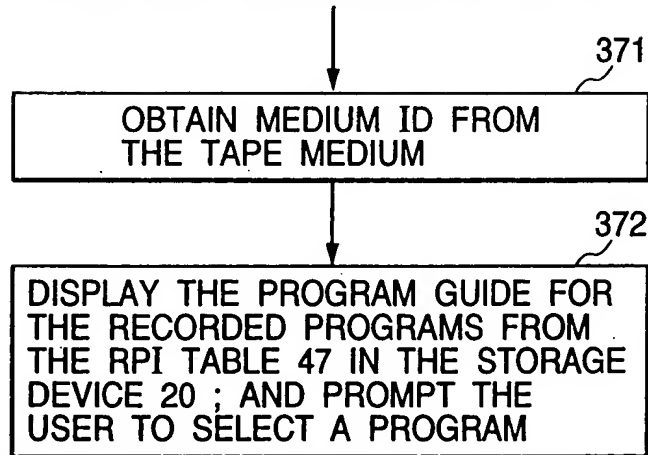 371
OBTAIN MEDIUM ID FROM
THE TAPE MEDIUM
372
DISPLAY THE PROGRAM GUIDE FOR
THE RECORDED PROGRAMS FROM
THE RPI TABLE 47 IN THE STORAGE
DEVICE 20 ; AND PROMPT THE
USER TO SELECT A PROGRAM